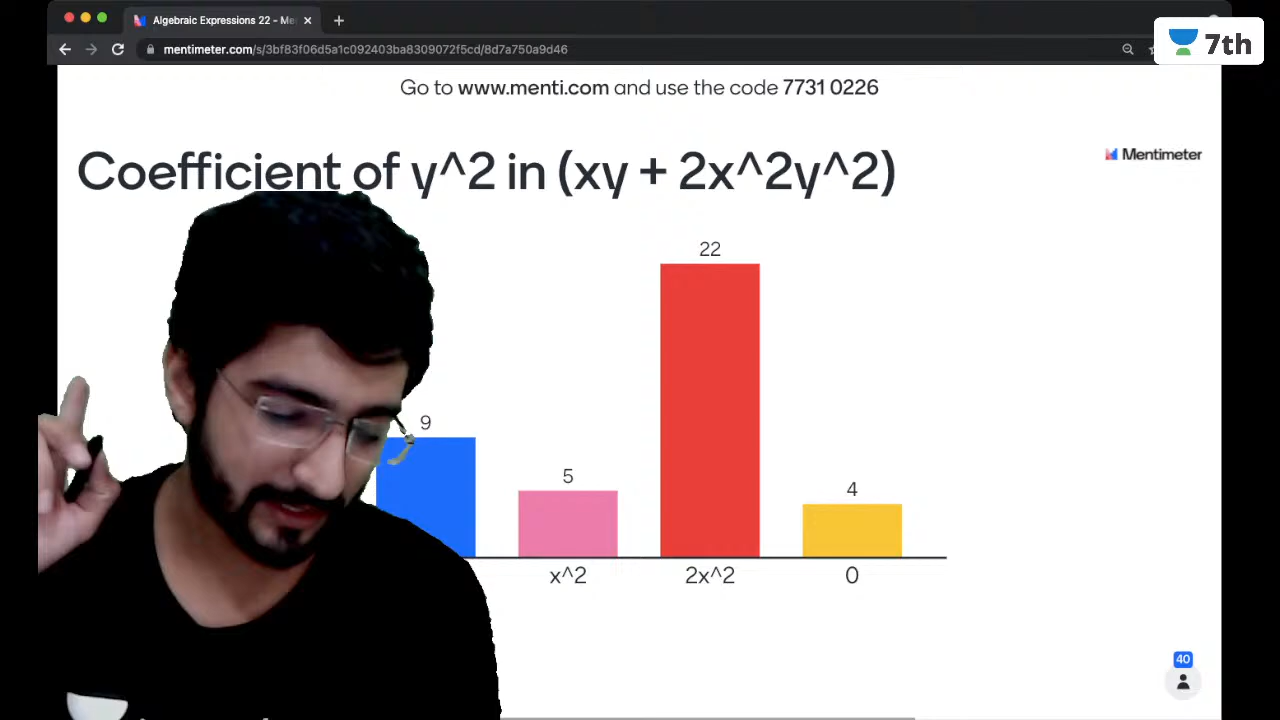 Algebraic Expressions 22 - Me
mentimeter.com/s/3bf83f06d5a1c092403ba8309072f5cd/8d7a750a9d46
7th
Go to www.menti.com and use the code 7731 0226
Coefficient of y^2 in (xy + 2x^2y^2)
Mentimeter
22
9
5
4
x^2
2x^2
0
40